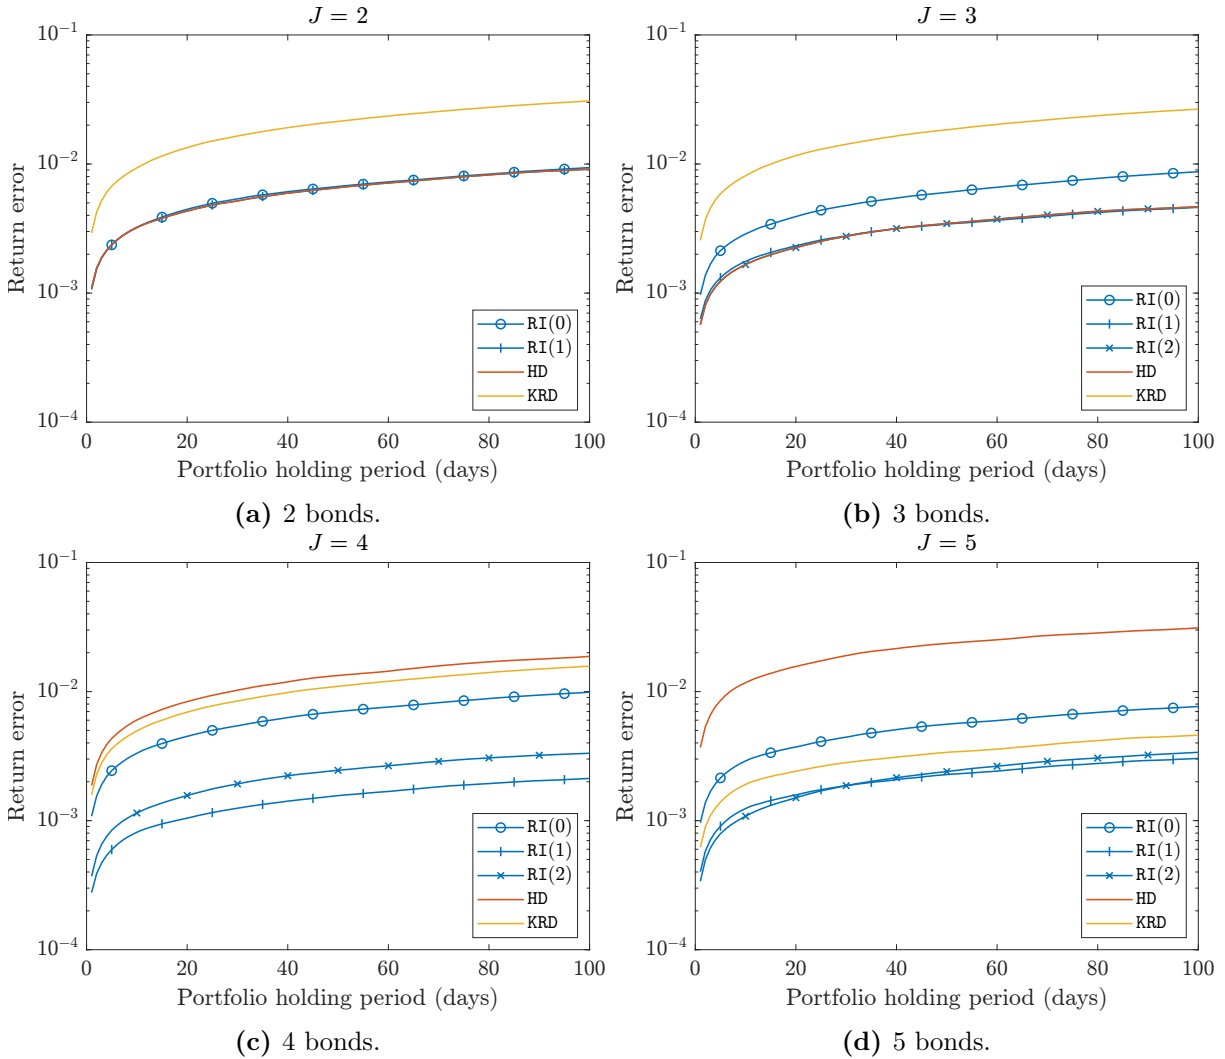 J = 2
10⁻¹
10⁻²
10⁻³
10⁻⁴
Return error
RI(0)
RI(1)
HD
KRD
0 20 40 60 80 100
Portfolio holding period (days)
(a) 2 bonds.
J = 3
10⁻¹
10⁻²
10⁻³
10⁻⁴
Return error
RI(0)
RI(1)
RI(2)
HD
KRD
0 20 40 60 80 100
Portfolio holding period (days)
(b) 3 bonds.
J = 4
10⁻¹
10⁻²
10⁻³
10⁻⁴
Return error
RI(0)
RI(1)
RI(2)
HD
KRD
0 20 40 60 80 100
Portfolio holding period (days)
(c) 4 bonds.
J = 5
10⁻¹
10⁻²
10⁻³
10⁻⁴
Return error
RI(0)
RI(1)
RI(2)
HD
KRD
0 20 40 60 80 100
Portfolio holding period (days)
(d) 5 bonds.